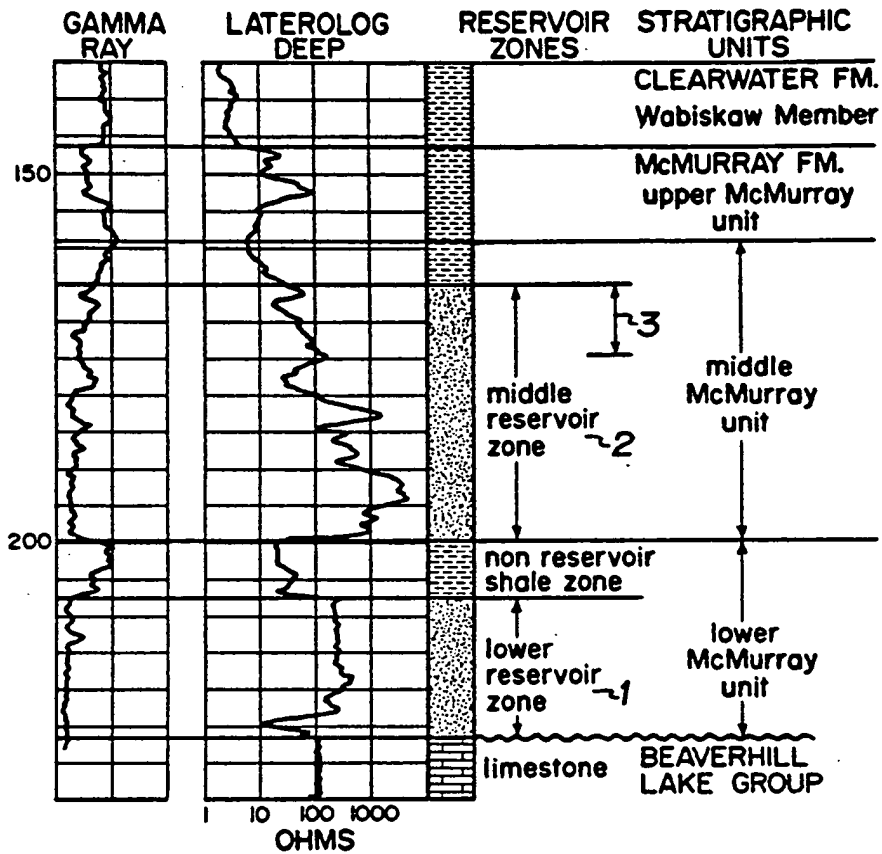 GAMMA
RAY
LATEROLOG
DEEP
RESERVOIR
ZONES
STRATIGRAPHIC
UNITS
CLEARWATER FM.
Wabiskaw Member
150
McMURRAY FM.
upper McMurray
unit
3
middle
reservoir
zone
2
middle
McMurray
unit
200
non reservoir
shale zone
lower
reservoir
zone
1
lower
McMurray
unit
limestone
BEAVERHILL
LAKE GROUP
1 10 100 1000
OHMS